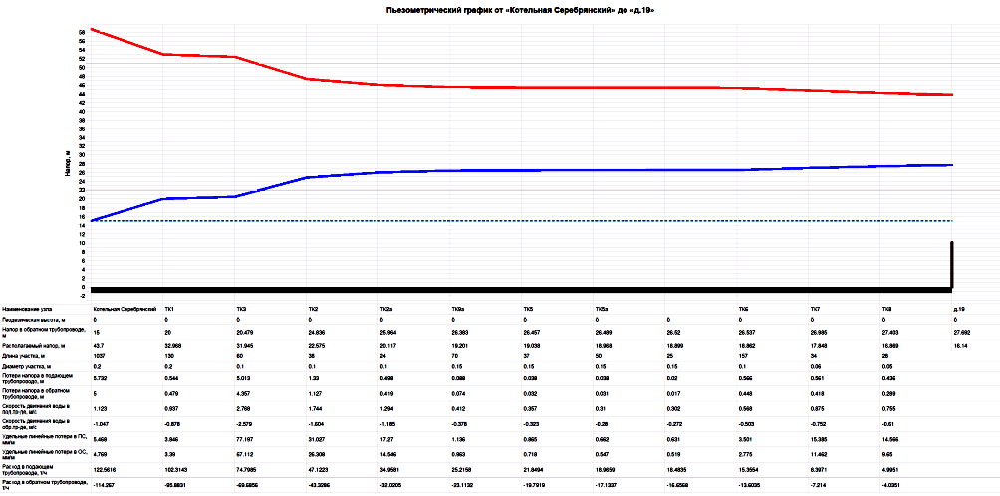 Пьезометрический график от «Котельная Серебрянский» до «д.19»
58
56
54
52
50
48
46
44
42
40
38
36
34
32
30
28
26
24
22
20
18
16
14
12
10
8
6
4
2
0
-2
Напор, м
Наименование узла Котельная Серебрянский ТК1 ТК3 ТК2 ТК2а ТК9а ТК5 ТК5а ТК6 ТК7 ТК8 д.19
Геодезическая высота, м 0 0 0 0 0 0 0 0 0 0 0 0 0
Напор в обратном трубопроводе, м 15 20 20.479 24.836 25.964 26.383 26.457 26.489 26.52 26.537 26.985 27.403 27.692
Располагаемый напор, м 43.7 32.968 31.945 22.575 20.117 19.201 19.038 18.968 18.899 18.862 17.848 16.869 16.14
Длина участка, м 1037 130 60 38 24 70 37 50 25 157 34 28
Диаметр участка, м 0.2 0.2 0.1 0.1 0.1 0.15 0.15 0.15 0.15 0.1 0.06 0.05
Потери напора в подающем трубопроводе, м 5.732 0.544 5.013 1.33 0.498 0.088 0.038 0.038 0.02 0.566 0.561 0.436
Потери напора в обратном трубопроводе, м 5 0.479 4.357 1.127 0.419 0.074 0.032 0.031 0.017 0.448 0.418 0.289
Скорость движения воды в под.тр-де, м/с 1.123 0.937 2.768 1.744 1.294 0.412 0.357 0.31 0.302 0.568 0.875 0.755
Скорость движения воды в обр.тр-де, м/с -1.047 -0.878 -2.579 -1.604 -1.185 -0.378 -0.323 -0.28 -0.272 -0.503 -0.752 -0.61
Удельные линейные потери в ПС, мм/м 5.468 3.846 77.197 31.027 17.27 1.136 0.865 0.662 0.631 3.501 15.385 14.566
Удельные линейные потери в ОС, мм/м 4.769 3.39 67.112 26.308 14.546 0.963 0.718 0.547 0.519 2.775 11.462 9.65
Расход в подающем трубопроводе, т/ч 122.5616 102.3143 74.7985 47.1223 34.9581 25.2158 21.8494 18.9659 18.4835 15.3554 8.3971 4.9951
Расход в обратном трубопроводе, т/ч -114.267 -95.8831 -69.6856 -43.3286 -32.0205 -23.1132 -19.7919 -17.1337 -16.6568 -13.6035 -7.214 -4.0351